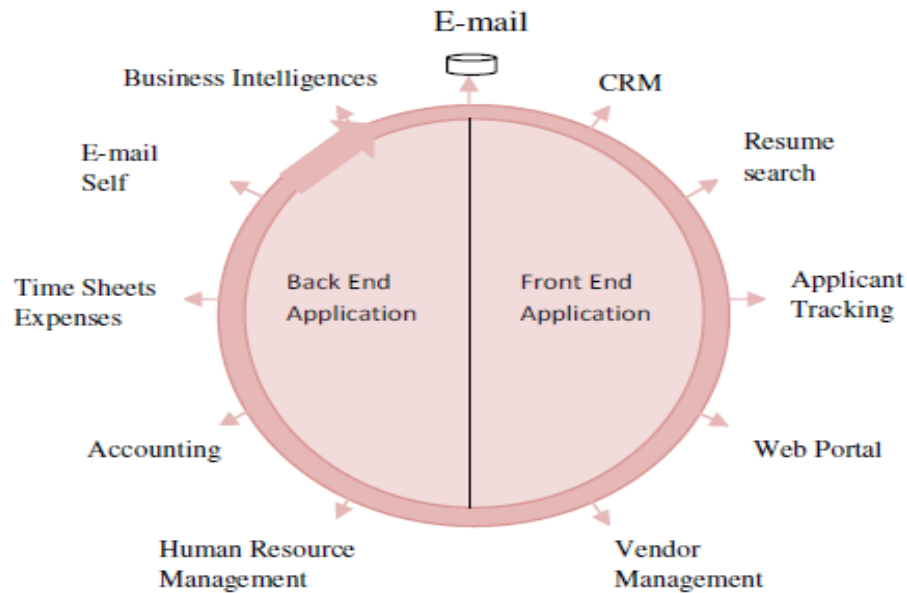 E-mail
Business Intelligences
CRM
E-mail
Self
Resume
search
Time Sheets
Expenses
Back End
Application
Front End
Application
Applicant
Tracking
Accounting
Web Portal
Human Resource
Management
Vendor
Management